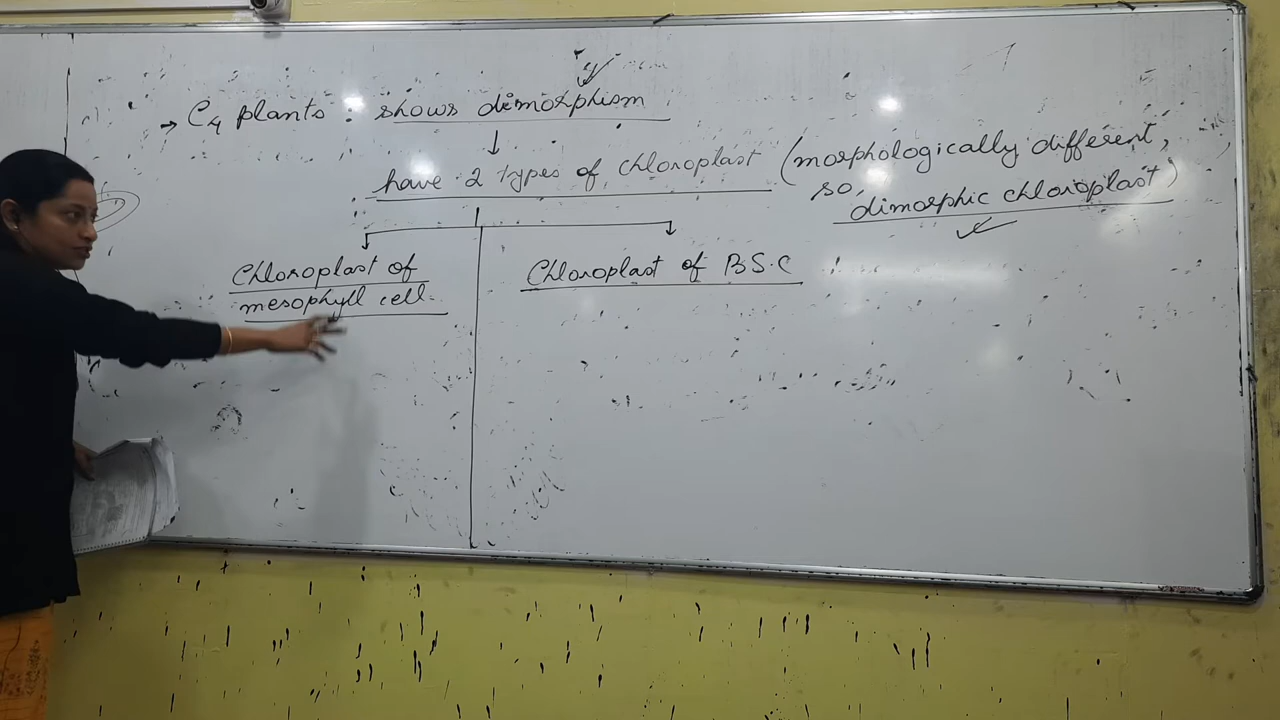 → C4 plants : shows dimorphism
have 2 types of chloroplast (morphologically different,
so, dimorphic chloroplast)
Chloroplast of
mesophyll cell.
Chloroplast of B.S.C